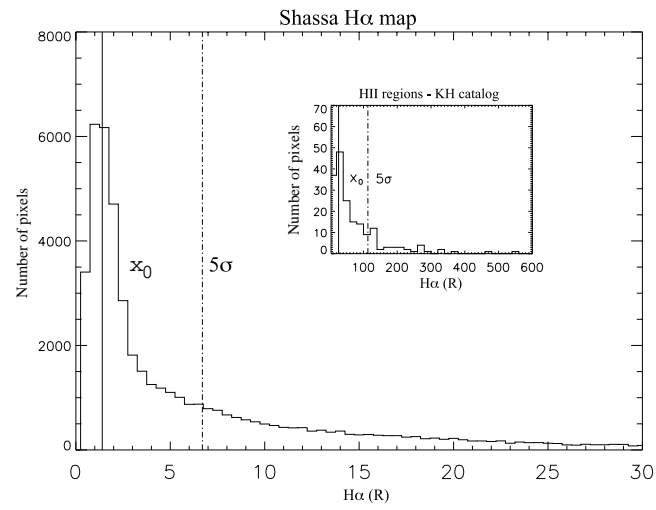 Shassa Hα map
8000
6000
4000
2000
0
Number of pixels
x₀
5σ
0 5 10 15 20 25 30
Hα (R)
HII regions - KH catalog
70
60
50
40
30
20
10
0
Number of pixels
x₀
5σ
100 200 300 400 500 600
Hα (R)